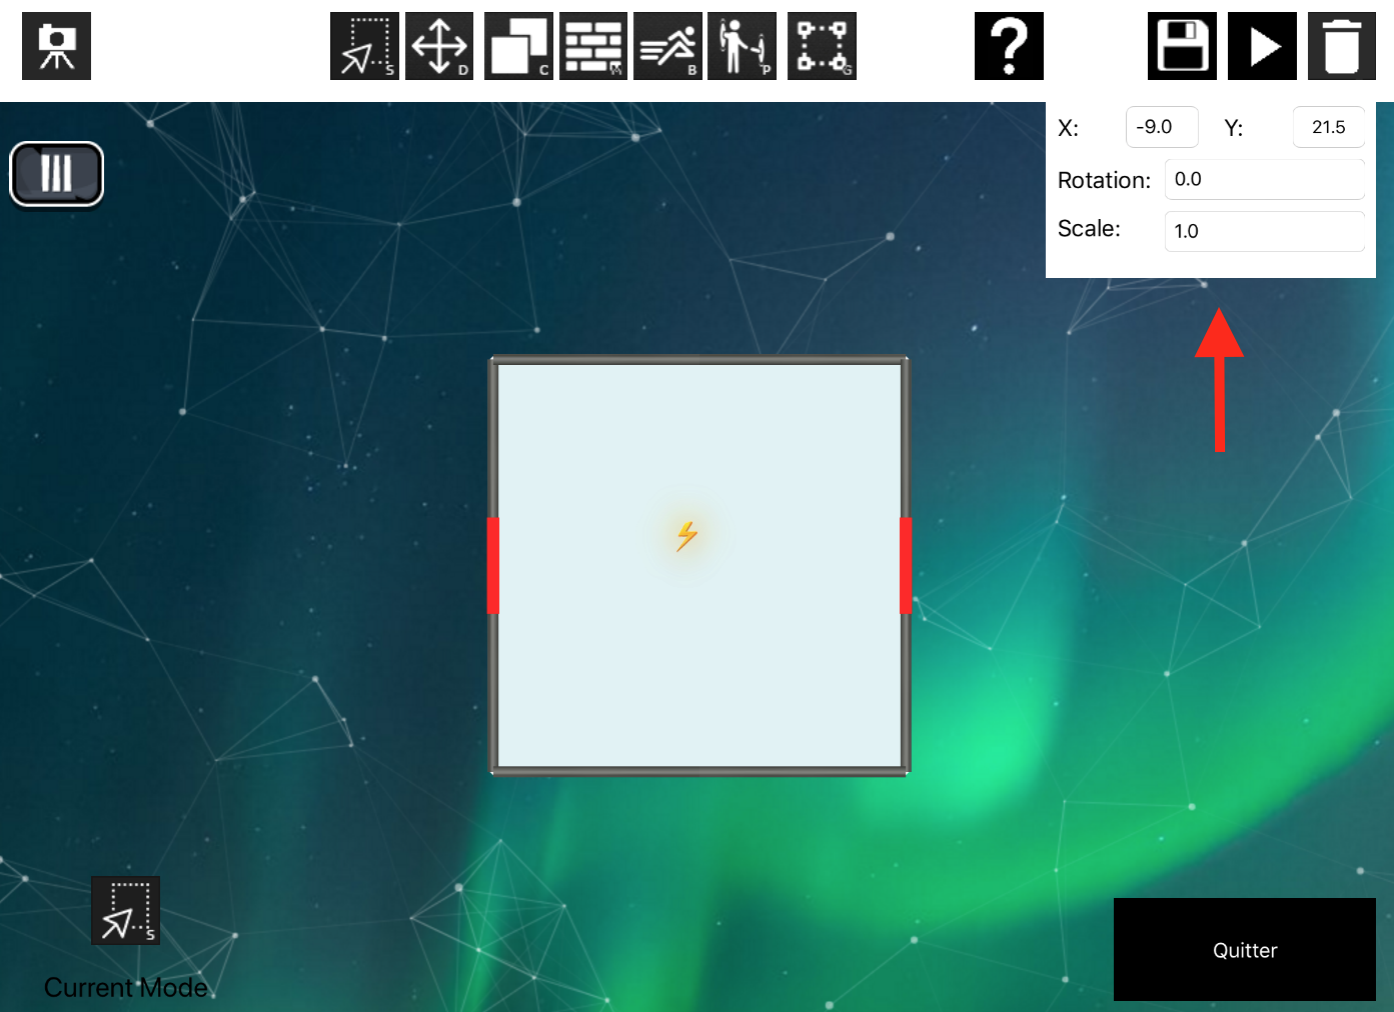 S D C M B P G ?
X: -9.0 Y: 21.5
Rotation: 0.0
Scale: 1.0
S
Current Mode
Quitter